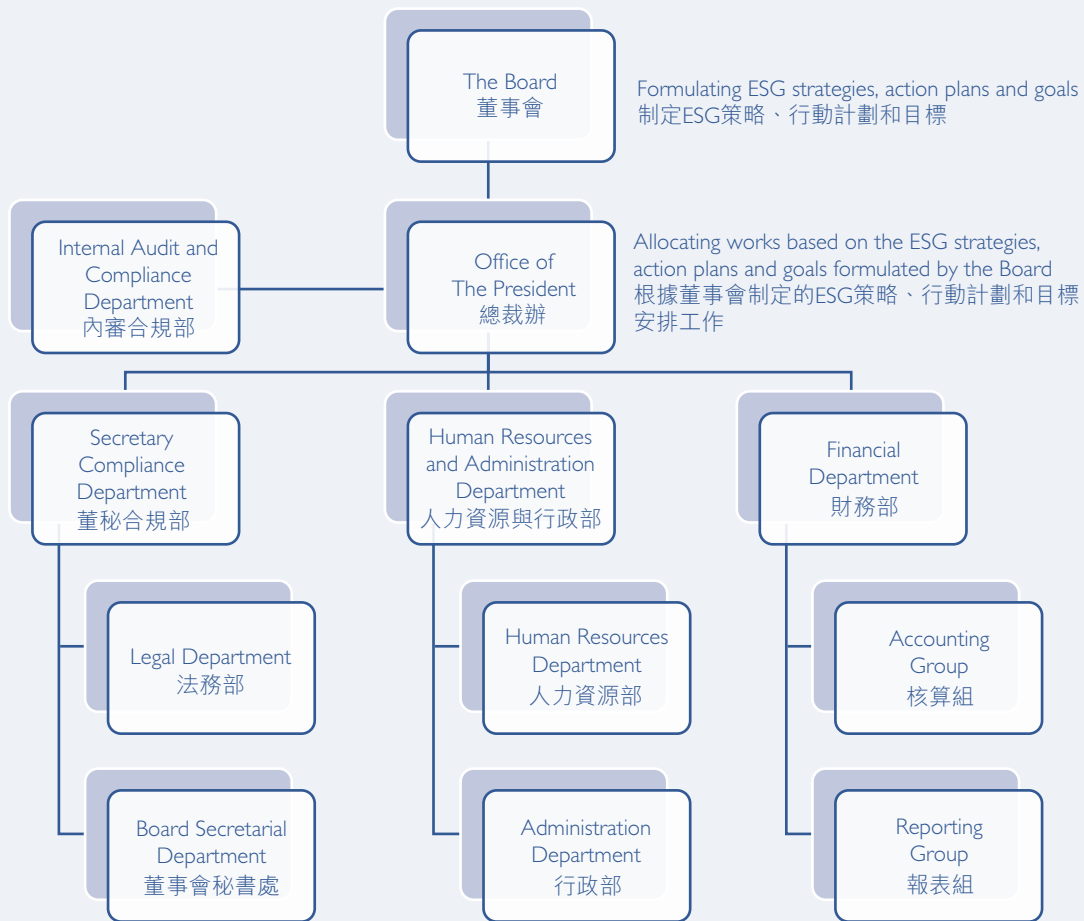 The Board
董事會
Formulating ESG strategies, action plans and goals
制定ESG策略、行動計劃和目標
Internal Audit and
Compliance
Department
內審合規部
Office of
The President
總裁辦
Allocating works based on the ESG strategies,
action plans and goals formulated by the Board
根據董事會制定的ESG策略、行動計劃和目標
安排工作
Secretary
Compliance
Department
董秘合規部
Human Resources
and Administration
Department
人力資源與行政部
Financial
Department
財務部
Legal Department
法務部
Human Resources
Department
人力資源部
Accounting
Group
核算組
Board Secretarial
Department
董事會秘書處
Administration
Department
行政部
Reporting
Group
報表組